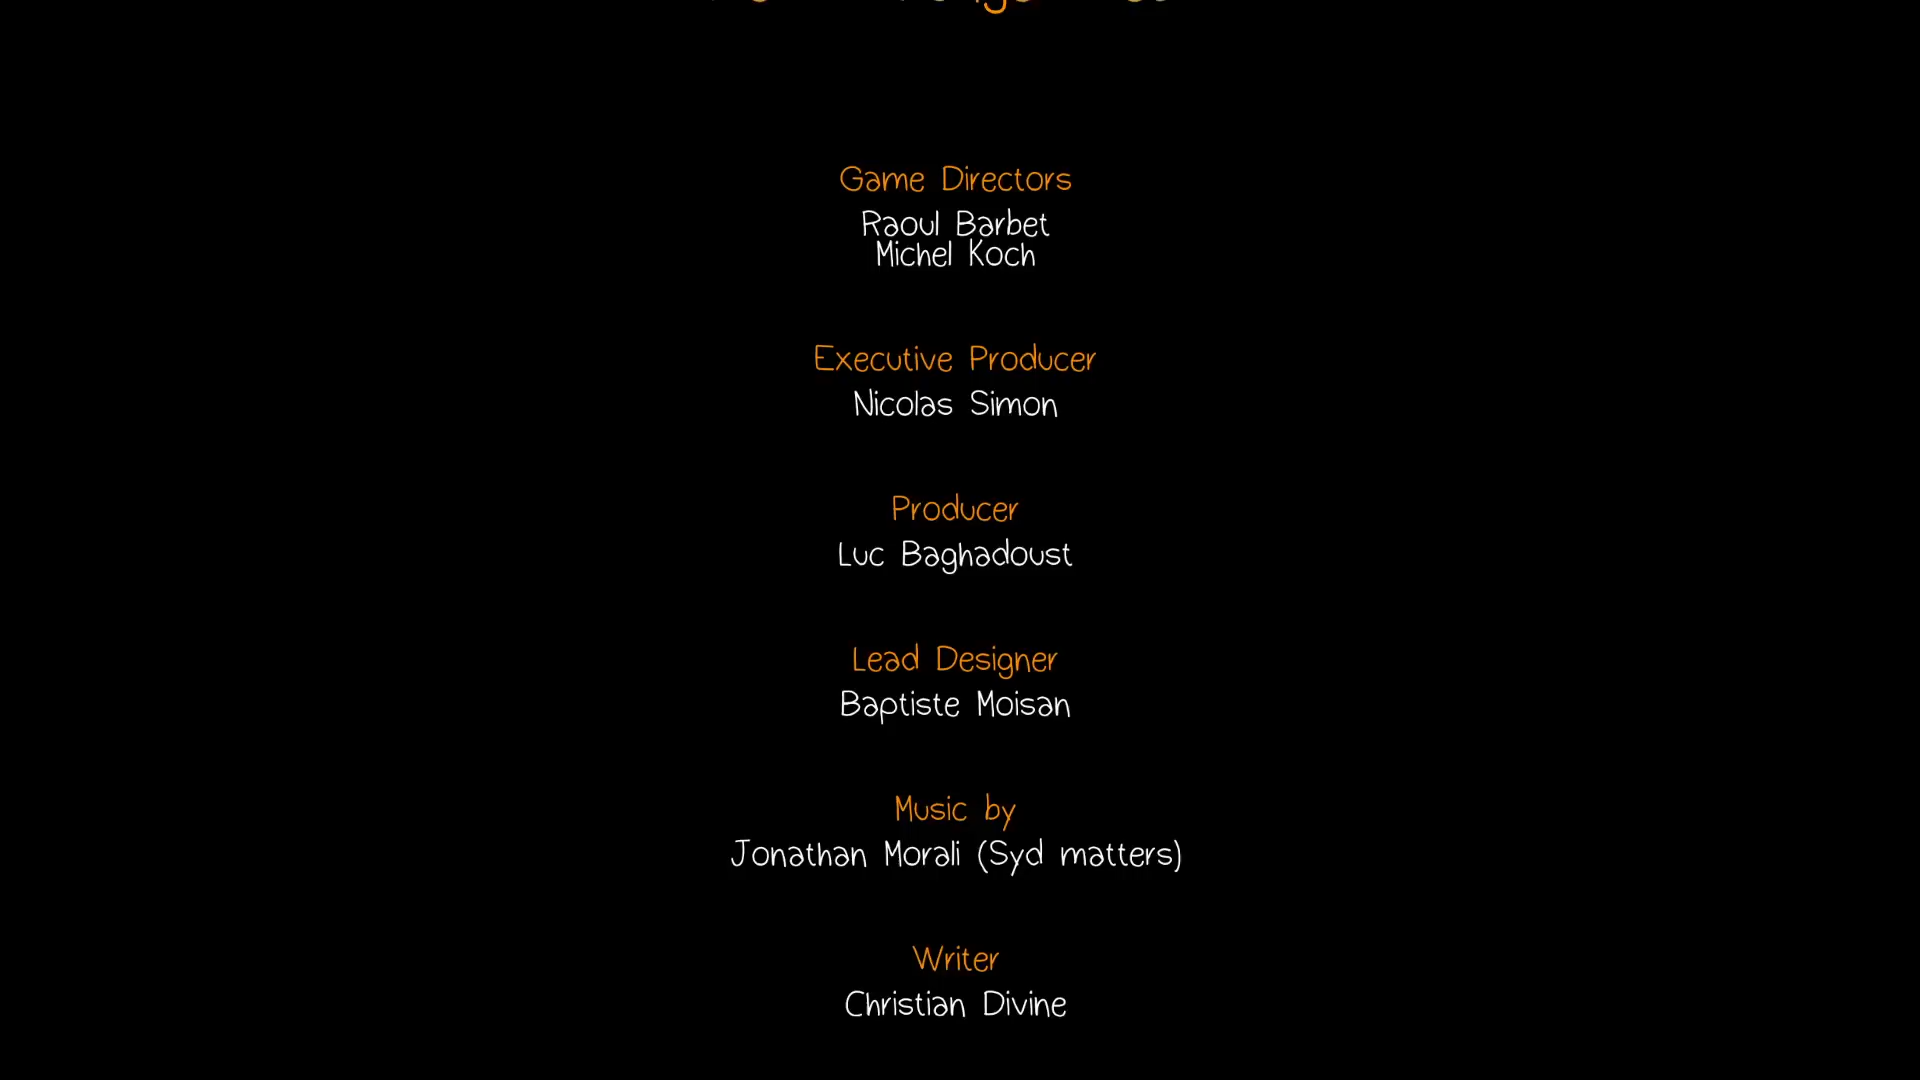 Game Directors
Raoul Barbet
Michel Koch
Executive Producer
Nicolas Simon
Producer
Luc Baghadoust
Lead Designer
Baptiste Moisan
Music by
Jonathan Morali (Syd matters)
Writer
Christian Divine